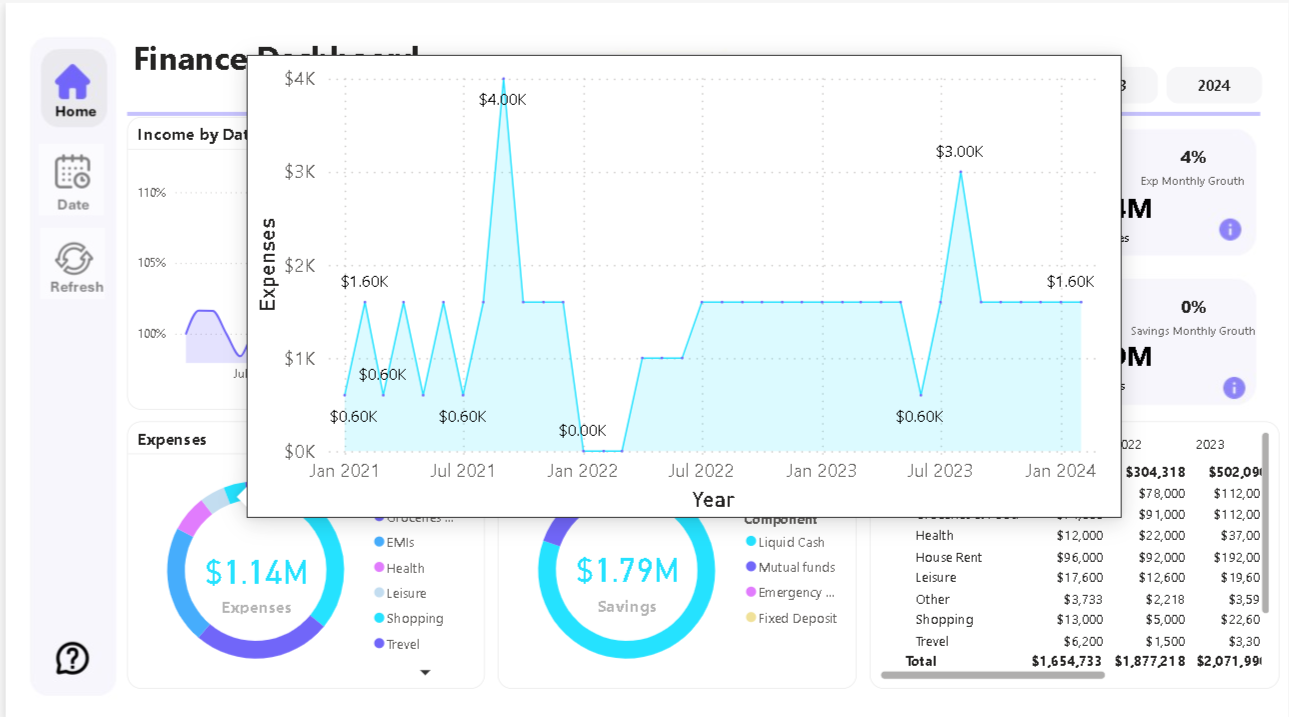 Finance
2024
Home
Date
Refresh
Income by Dat
110%
105%
100%
Jul
$4K
$3K
$2K
$1K
$0K
Expenses
$4.00K
$3.00K
$1.60K
$1.60K
$0.60K
$0.60K
$0.60K
$0.00K
$0.60K
Jan 2021
Jul 2021
Jan 2022
Jul 2022
Jan 2023
Jul 2023
Jan 2024
Year
4%
Exp Monthly Grouth
4M
es
0%
Savings Monthly Grouth
M
s
Expenses
$1.14M
Expenses
Groceries ...
EMIs
Health
Leisure
Shopping
Trevel
$1.79M
Savings
Component
Liquid Cash
Mutual funds
Emergency ...
Fixed Deposit
022 2023
$304,318 $502,09
$78,000 $112,00
$91,000 $112,00
Health $12,000 $22,000 $37,00
House Rent $96,000 $92,000 $192,00
Leisure $17,600 $12,600 $19,60
Other $3,733 $2,218 $3,59
Shopping $13,000 $5,000 $22,60
Trevel $6,200 $1,500 $3,30
Total $1,654,733 $1,877,218 $2,071,99